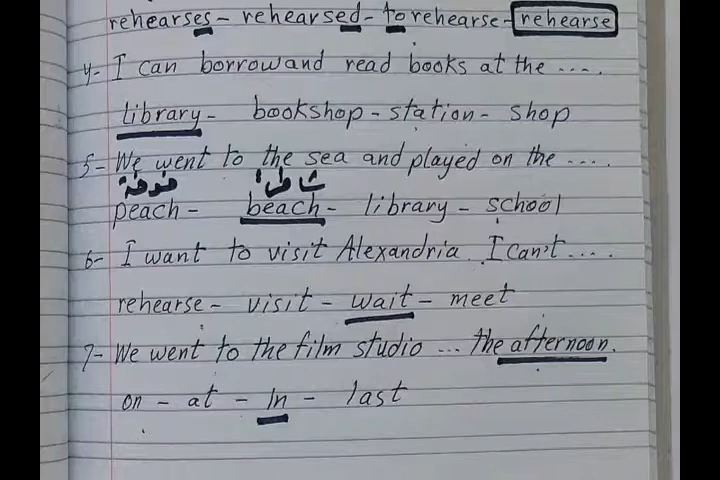 rehearses - rehearsed - to rehearse - rehearse
4- I can borrow and read books at the ....
library - bookshop - station - shop
5- We went to the sea and played on the ....
خوخة شاطئ
peach - beach - library - school
6- I want to visit Alexandria. I can't ....
rehearse - visit - wait - meet
7- We went to the film studio ... the afternoon.
on - at - In - last